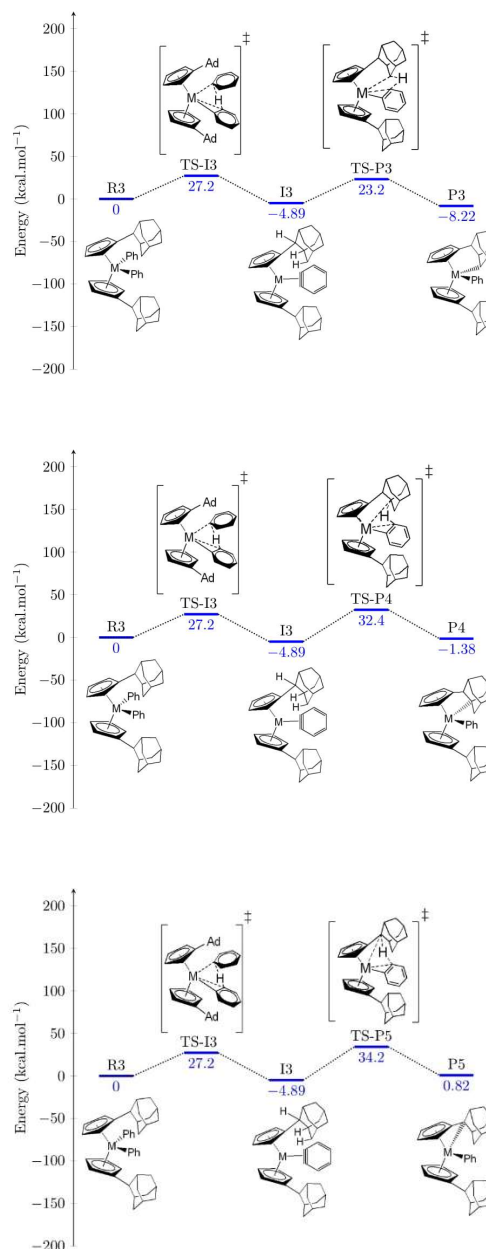 200
150
100
50
0
−50
−100
−150
−200
Energy (kcal.mol⁻¹)
Ad
M
H
Ad
‡
M
H
‡
R3
0
TS-I3
27.2
I3
−4.89
TS-P3
23.2
P3
−8.22
M
Ph
Ph
H
H
H
M
M
Ph
200
150
100
50
0
−50
−100
−150
−200
Energy (kcal.mol⁻¹)
Ad
M
H
Ad
‡
H
M
‡
R3
0
TS-I3
27.2
I3
−4.89
TS-P4
32.4
P4
−1.38
M
Ph
Ph
H
H
H
M
M
Ph
200
150
100
50
0
−50
−100
−150
−200
Energy (kcal.mol⁻¹)
Ad
M
H
Ad
‡
H
M
‡
R3
0
TS-I3
27.2
I3
−4.89
TS-P5
34.2
P5
0.82
M
Ph
Ph
H
H
H
M
M
Ph